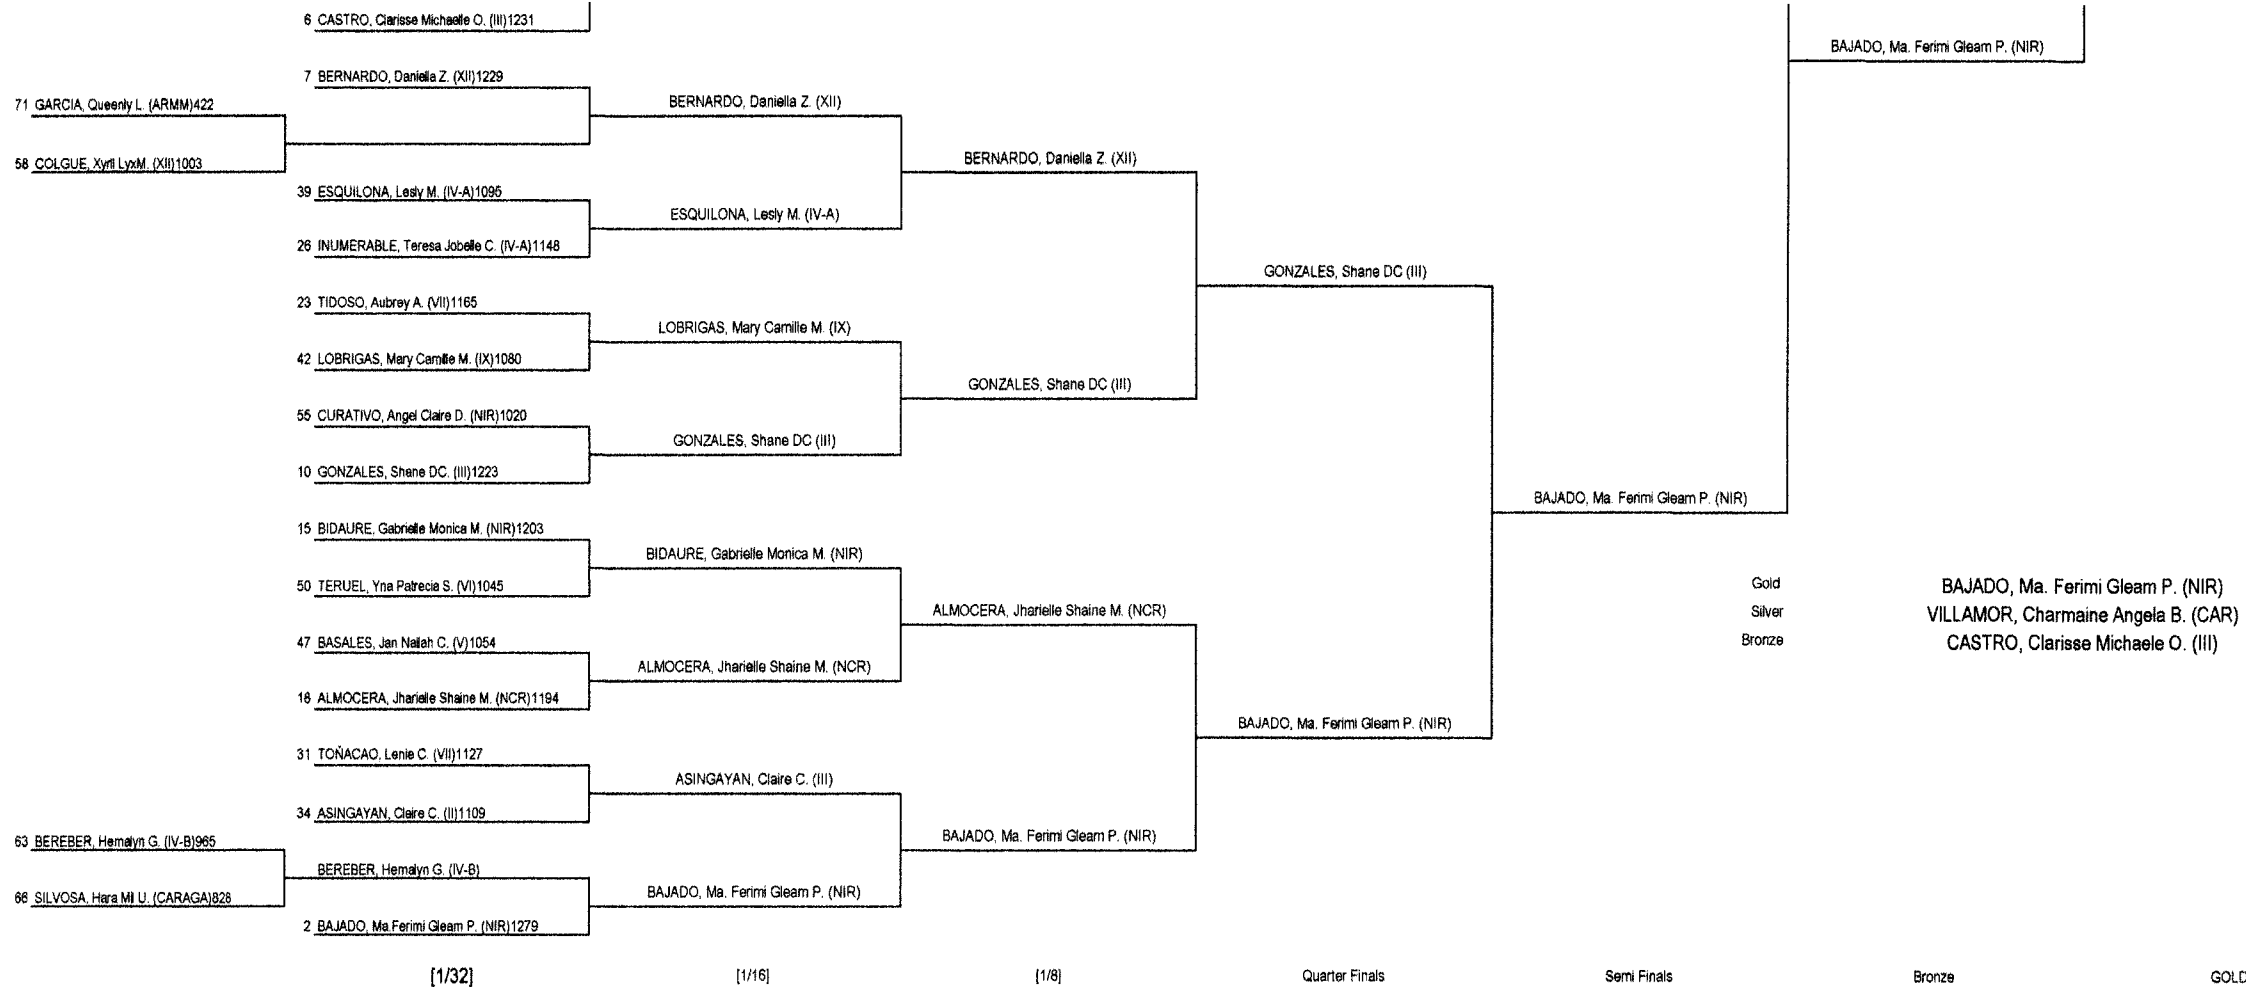 6 CASTRO, Clarisse Michaelle O. (III)1231
BAJADO, Ma. Ferimi Gleam P. (NIR)
7 BERNARDO, Daniella Z. (XII)1229
71 GARCIA, Queenly L. (ARMM)422
BERNARDO, Daniella Z. (XII)
58 COLGUE, Xyril LyxM. (XII)1003
BERNARDO, Daniella Z. (XII)
39 ESQUILONA, Lesly M. (IV-A)1095
ESQUILONA, Lesly M. (IV-A)
26 INUMERABLE, Teresa Jobelle C. (IV-A)1148
GONZALES, Shane DC (III)
23 TIDOSO, Aubrey A. (VII)1165
LOBRIGAS, Mary Camille M. (IX)
42 LOBRIGAS, Mary Camille M. (IX)1080
GONZALES, Shane DC (III)
55 CURATIVO, Angel Claire D. (NIR)1020
GONZALES, Shane DC (III)
10 GONZALES, Shane DC. (III)1223
BAJADO, Ma. Ferimi Gleam P. (NIR)
15 BIDAURE, Gabrielle Monica M. (NIR)1203
BIDAURE, Gabrielle Monica M. (NIR)
50 TERUEL, Yna Patrecia S. (VI)1045
Gold BAJADO, Ma. Ferimi Gleam P. (NIR)
ALMOCERA, Jharielle Shaine M. (NCR)
Silver VILLAMOR, Charmaine Angela B. (CAR)
47 BASALES, Jan Nailah C. (V)1054
Bronze CASTRO, Clarisse Michaele O. (III)
ALMOCERA, Jharielle Shaine M. (NCR)
18 ALMOCERA, Jharielle Shaine M. (NCR)1194
BAJADO, Ma. Ferimi Gleam P. (NIR)
31 TOÑACAO, Lenie C. (VII)1127
ASINGAYAN, Claire C. (III)
34 ASINGAYAN, Claire C. (II)1109
63 BEREBER, Hemalyn G. (IV-B)965
BAJADO, Ma. Ferimi Gleam P. (NIR)
BEREBER, Hemalyn G. (IV-B)
66 SILVOSA, Hara Mil U. (CARAGA)828
BAJADO, Ma. Ferimi Gleam P. (NIR)
2 BAJADO, Ma.Ferimi Gleam P. (NIR)1279
[1/32] [1/16] [1/8] Quarter Finals Semi Finals Bronze GOLD